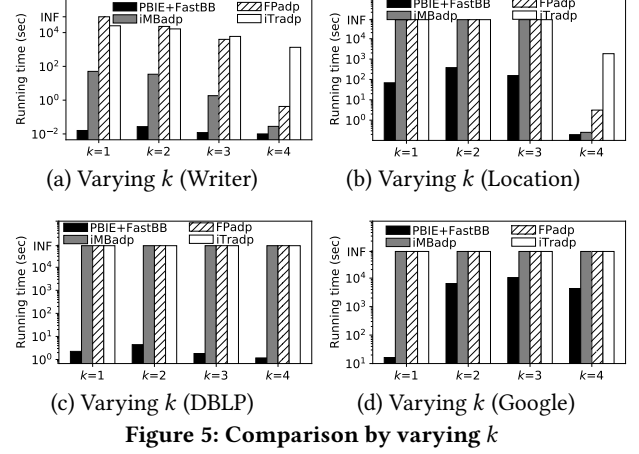 PBIE+FastBB FPadp
iMBadp iTradp
Running time (sec)
INF
10^4
10^2
10^0
10^-2
k=1 k=2 k=3 k=4
(a) Varying k (Writer)
PBIE+FastBB FPadp
iMBadp iTradp
Running time (sec)
INF
10^4
10^3
10^2
10^1
10^0
k=1 k=2 k=3 k=4
(b) Varying k (Location)
PBIE+FastBB FPadp
iMBadp iTradp
Running time (sec)
INF
10^4
10^3
10^2
10^1
10^0
k=1 k=2 k=3 k=4
(c) Varying k (DBLP)
PBIE+FastBB FPadp
iMBadp iTradp
Running time (sec)
INF
10^4
10^3
10^2
10^1
k=1 k=2 k=3 k=4
(d) Varying k (Google)
Figure 5: Comparison by varying k